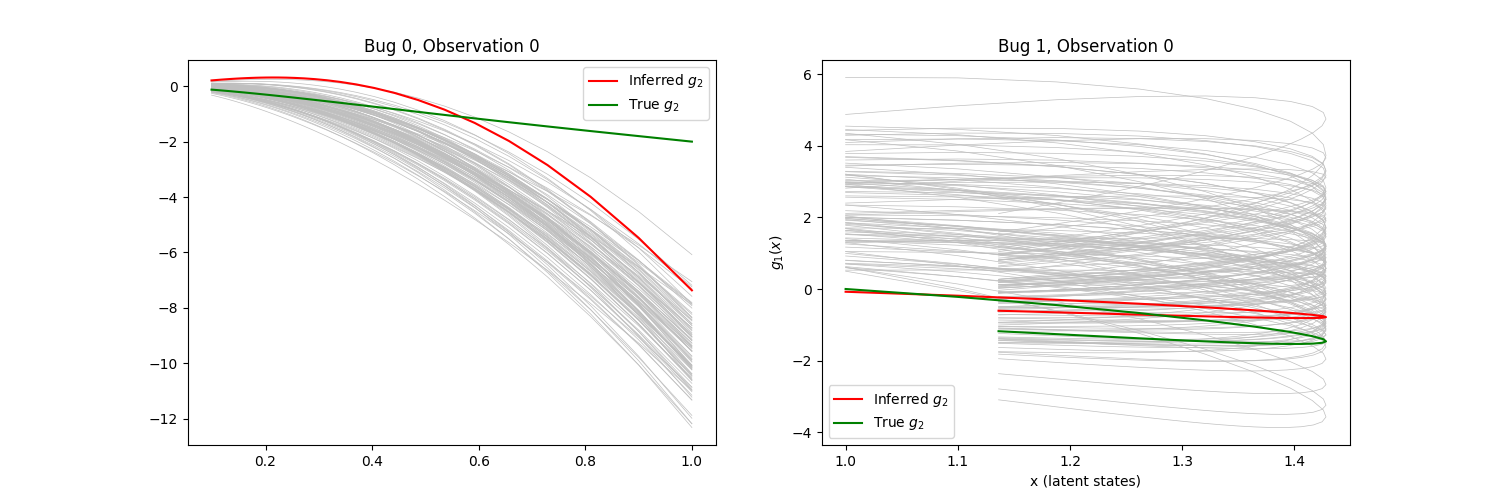 Bug 0, Observation 0
Inferred g₂
True g₂
0
−2
−4
−6
−8
−10
−12
0.2 0.4 0.6 0.8 1.0
Bug 1, Observation 0
6
4
2
0
−2
−4
g₁(x)
Inferred g₂
True g₂
1.0 1.1 1.2 1.3 1.4
x (latent states)